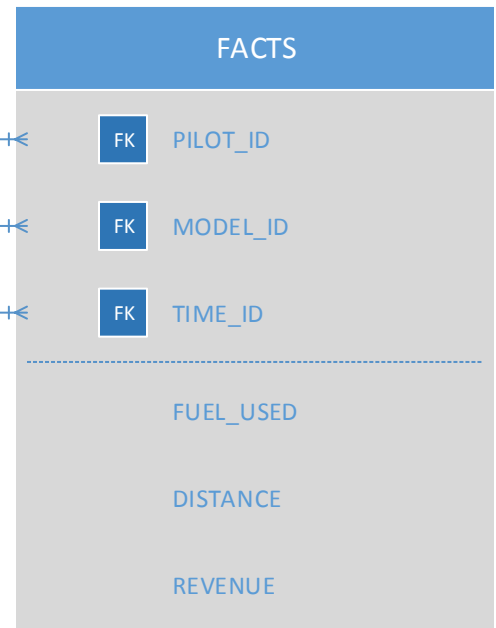 FACTS
FK PILOT_ID
FK MODEL_ID
FK TIME_ID
FUEL_USED
DISTANCE
REVENUE